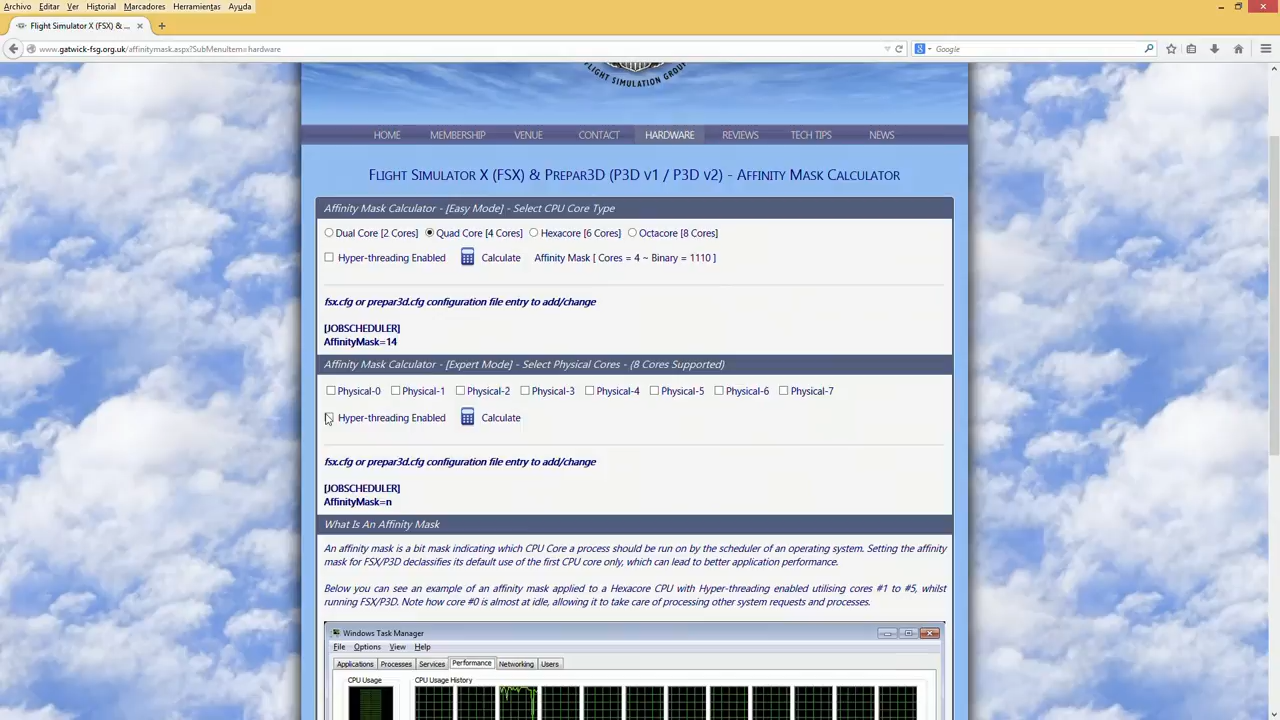 Archivo Editar Ver Historial Marcadores Herramientas Ayuda
Flight Simulator X (FSX) & ...
www.gatwick-fsg.org.uk/affinitymask.aspx?SubMenuItem=hardware
Google
FLIGHT SIMULATION GROUP
HOME MEMBERSHIP VENUE CONTACT HARDWARE REVIEWS TECH TIPS NEWS
FLIGHT SIMULATOR X (FSX) & PREPAR3D (P3D V1 / P3D V2) - AFFINITY MASK CALCULATOR
Affinity Mask Calculator - [Easy Mode] - Select CPU Core Type
Dual Core [2 Cores] Quad Core [4 Cores] Hexacore [6 Cores] Octacore [8 Cores]
Hyper-threading Enabled Calculate Affinity Mask [ Cores = 4 ~ Binary = 1110 ]
fsx.cfg or prepar3d.cfg configuration file entry to add/change
[JOBSCHEDULER]
AffinityMask=14
Affinity Mask Calculator - [Expert Mode] - Select Physical Cores - (8 Cores Supported)
Physical-0 Physical-1 Physical-2 Physical-3 Physical-4 Physical-5 Physical-6 Physical-7
Hyper-threading Enabled Calculate
fsx.cfg or prepar3d.cfg configuration file entry to add/change
[JOBSCHEDULER]
AffinityMask=n
What Is An Affinity Mask
An affinity mask is a bit mask indicating which CPU Core a process should be run on by the scheduler of an operating system. Setting the affinity
mask for FSX/P3D declassifies its default use of the first CPU core only, which can lead to better application performance.
Below you can see an example of an affinity mask applied to a Hexacore CPU with Hyper-threading enabled utilising cores #1 to #5, whilst
running FSX/P3D. Note how core #0 is almost at idle, allowing it to take care of processing other system requests and processes.
Windows Task Manager
File Options View Help
Applications Processes Services Performance Networking Users
CPU Usage CPU Usage History